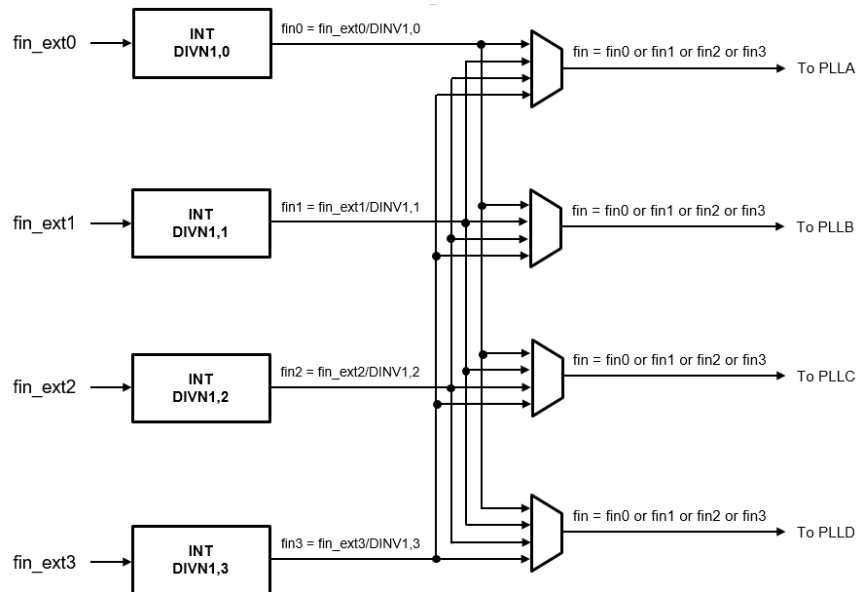 fin_ext0
INT
DIVN1,0
fin0 = fin_ext0/DINV1,0
fin = fin0 or fin1 or fin2 or fin3
To PLLA
fin_ext1
INT
DIVN1,1
fin1 = fin_ext1/DINV1,1
fin = fin0 or fin1 or fin2 or fin3
To PLLB
fin_ext2
INT
DIVN1,2
fin2 = fin_ext2/DINV1,2
fin = fin0 or fin1 or fin2 or fin3
To PLLC
fin_ext3
INT
DIVN1,3
fin3 = fin_ext3/DINV1,3
fin = fin0 or fin1 or fin2 or fin3
To PLLD